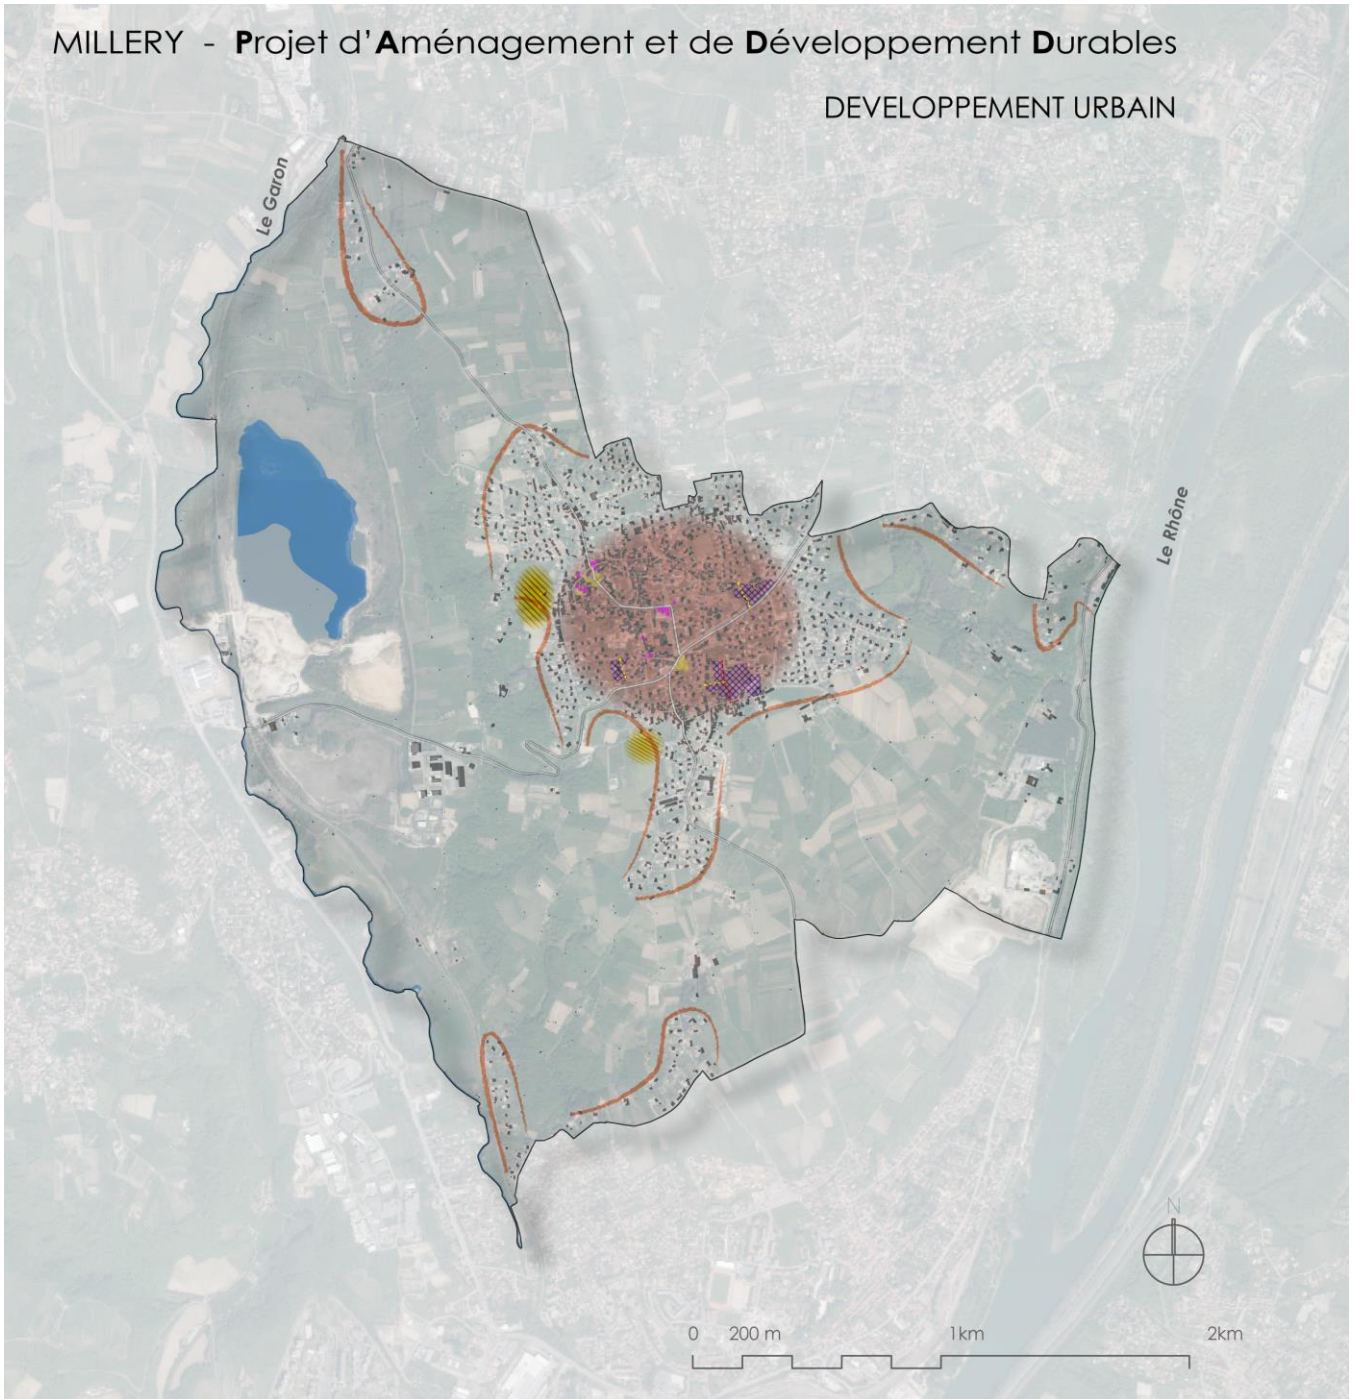 MILLERY - Projet d'Aménagement et de Développement Durables
DEVELOPPEMENT URBAIN
Le Garon
Le Rhône
N
0 200 m 1km 2km